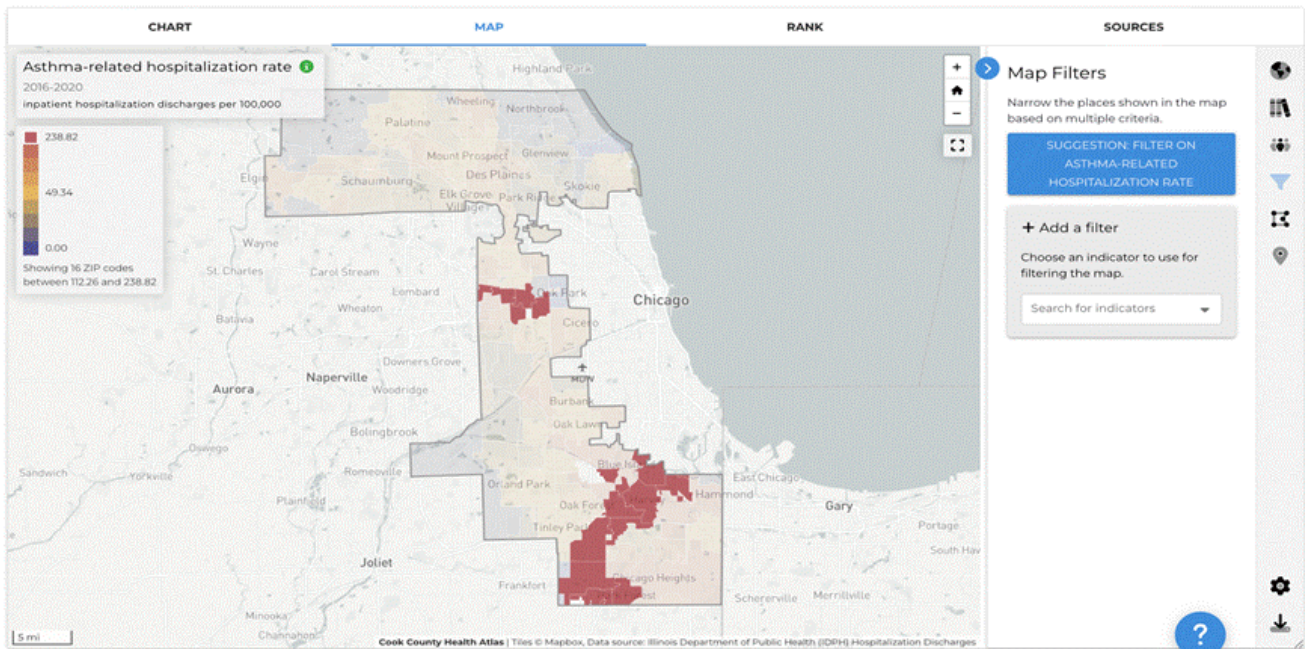 CHART
MAP
RANK
SOURCES
Asthma-related hospitalization rate
2016-2020
inpatient hospitalization discharges per 100,000
238.82
49.34
0.00
Showing 16 ZIP codes
between 112.26 and 238.82
Highland Park
Wheeling
Northbrook
Palatine
Mount Prospect
Glenview
Des Plaines
Elgin
Schaumburg
Skokie
Elk Grove
Village
Park Ridge
Wayne
St. Charles
Carol Stream
Lombard
Oak Park
Chicago
Wheaton
Batavia
Cicero
Downers Grove
MDW
Naperville
Aurora
Woodridge
Burbank
Oak Lawn
Bolingbrook
Oswego
Blue Isl
Sandwich
Yorkville
Romeoville
East Chicago
Orland Park
Hammond
Plainfield
Oak Fores
Harvey
Gary
Tinley Park
Portage
South Hav
Joliet
Frankfort
Chicago Heights
Park Forest
Schererville
Merrillville
Minooka
Channahon
5 mi
Cook County Health Atlas | Tiles © Mapbox, Data source: Illinois Department of Public Health (IDPH) Hospitalization Discharges
+
−
Map Filters
Narrow the places shown in the map
based on multiple criteria.
SUGGESTION: FILTER ON
ASTHMA-RELATED
HOSPITALIZATION RATE
+ Add a filter
Choose an indicator to use for
filtering the map.
Search for indicators
?